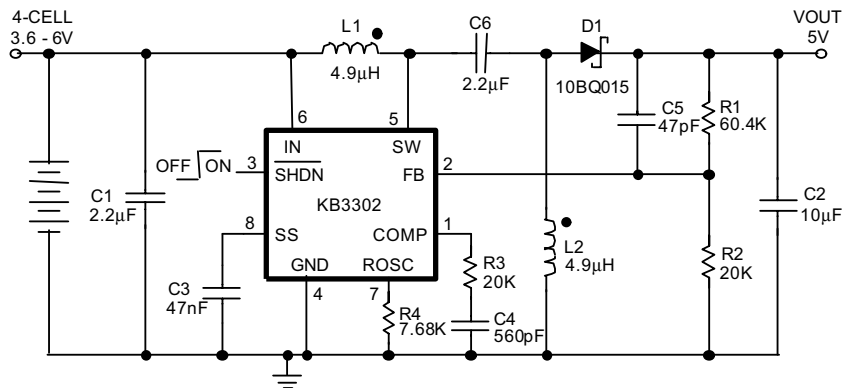 4-CELL
3.6 - 6V
L1
4.9µH
C6
2.2µF
D1
10BQ015
VOUT
5V
C5
47pF
R1
60.4K
6
5
IN
SW
OFF ON
3
SHDN
FB
2
KB3302
C1
2.2µF
C2
10µF
8
SS
COMP
1
L2
4.9µH
R2
20K
GND
ROSC
R3
20K
C3
47nF
4
7
R4
7.68K
C4
560pF